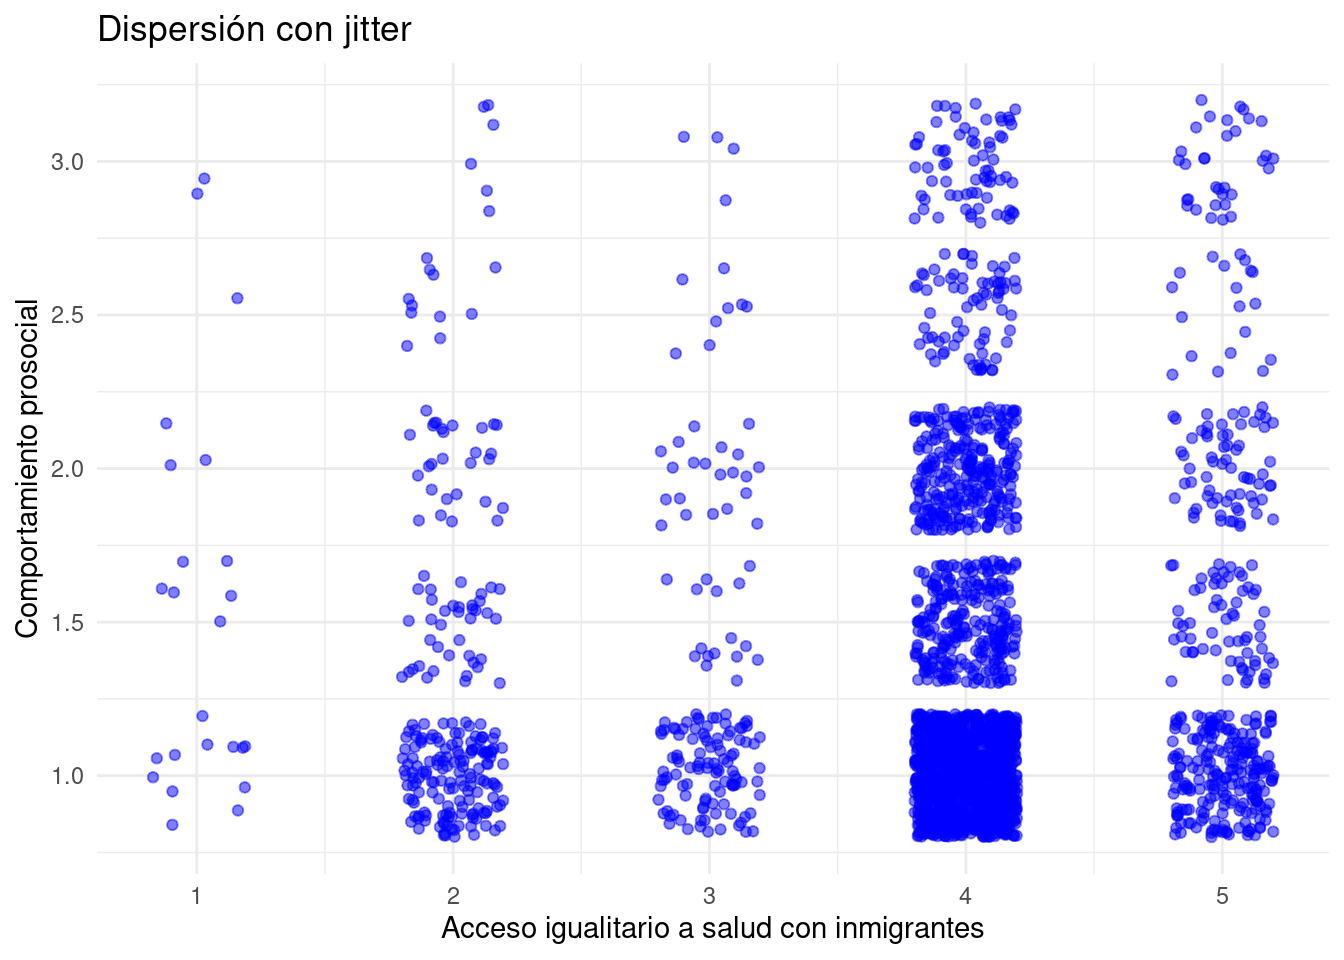 Dispersión con jitter
Comportamiento prosocial
3.0
2.5
2.0
1.5
1.0
1 2 3 4 5
Acceso igualitario a salud con inmigrantes